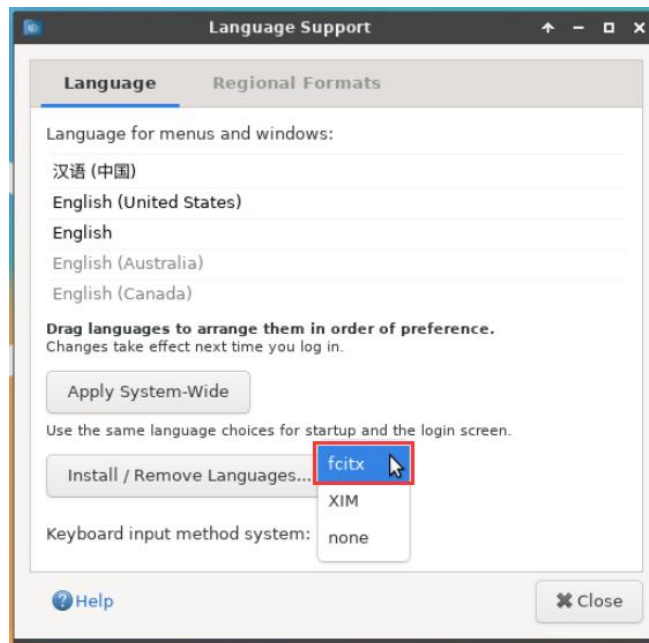 Language Support
Language Regional Formats
Language for menus and windows:
汉语 (中国)
English (United States)
English
English (Australia)
English (Canada)
Drag languages to arrange them in order of preference.
Changes take effect next time you log in.
Apply System-Wide
Use the same language choices for startup and the login screen.
Install / Remove Languages...
fcitx
XIM
Keyboard input method system:
none
Help
Close